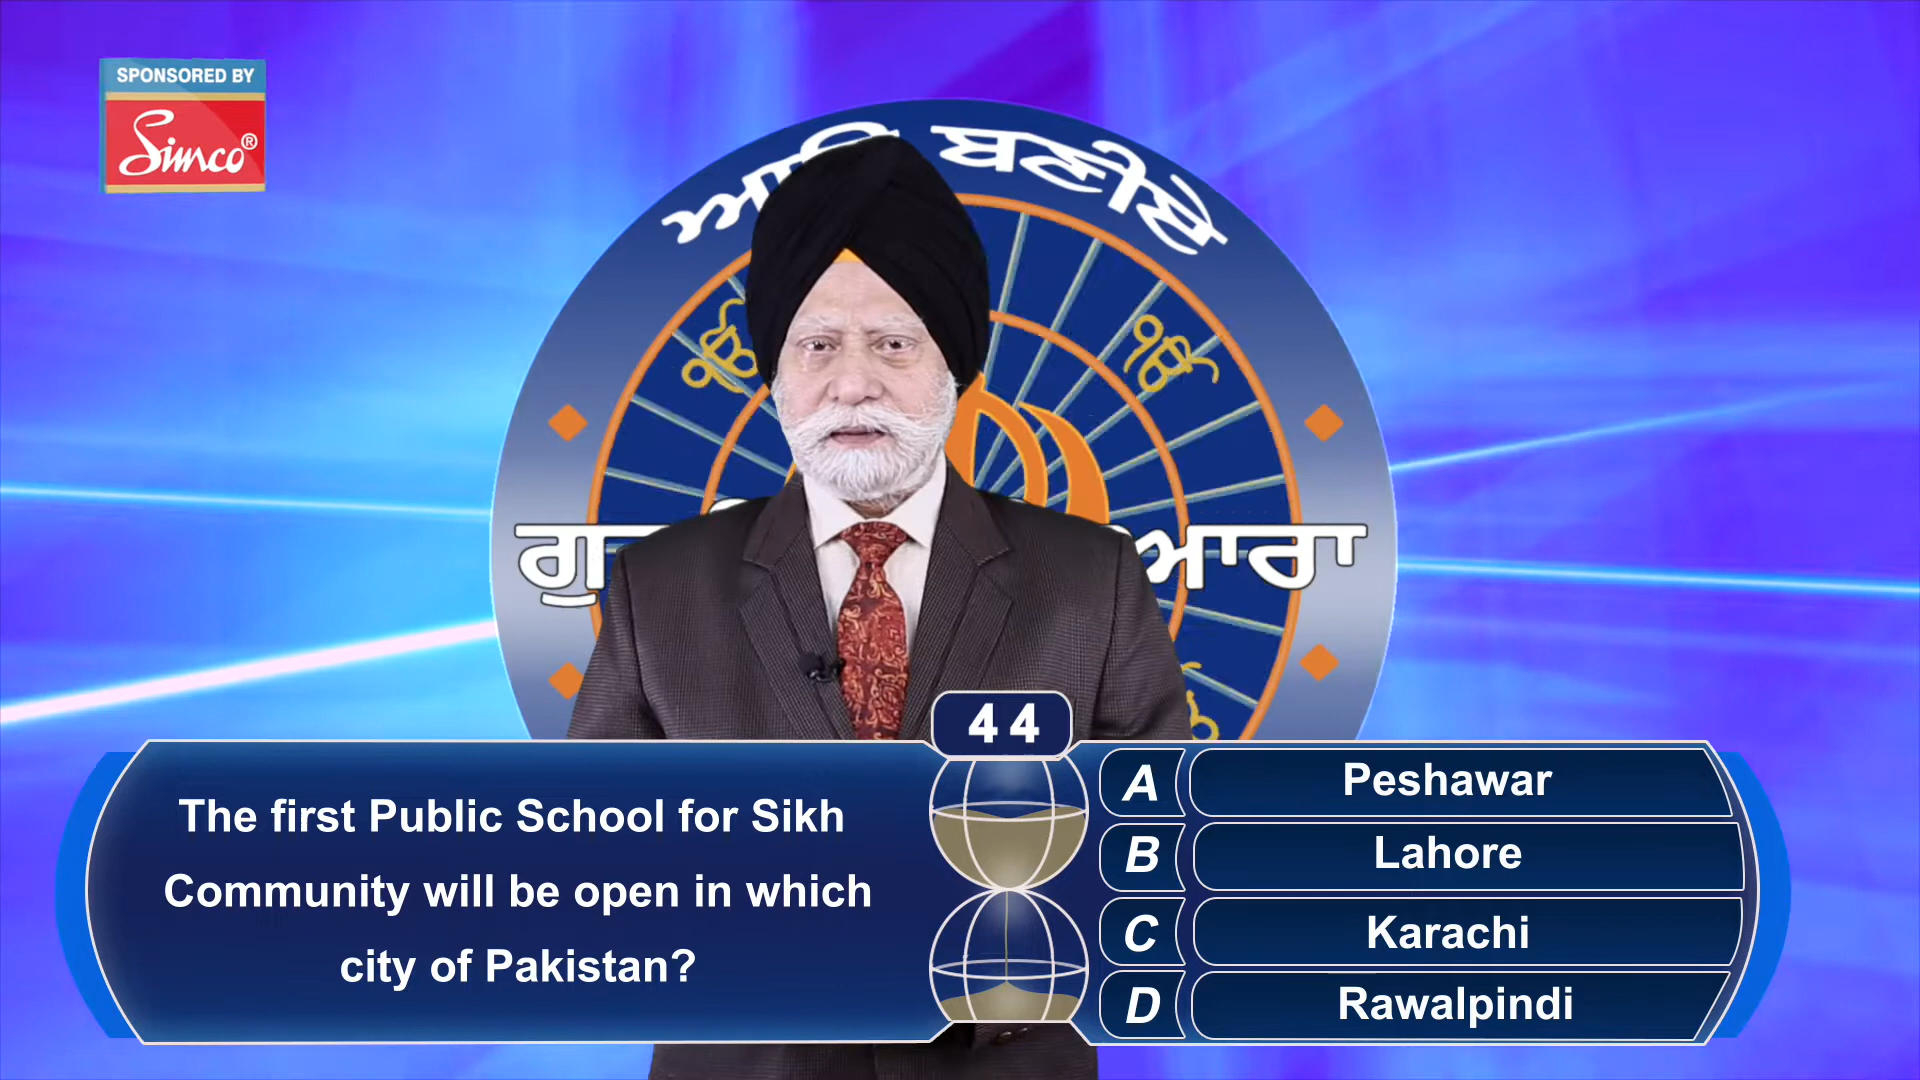 SPONSORED BY
Simco®
ਬਣੀਏ
44
The first Public School for Sikh
Community will be open in which
city of Pakistan?
A Peshawar
B Lahore
C Karachi
D Rawalpindi